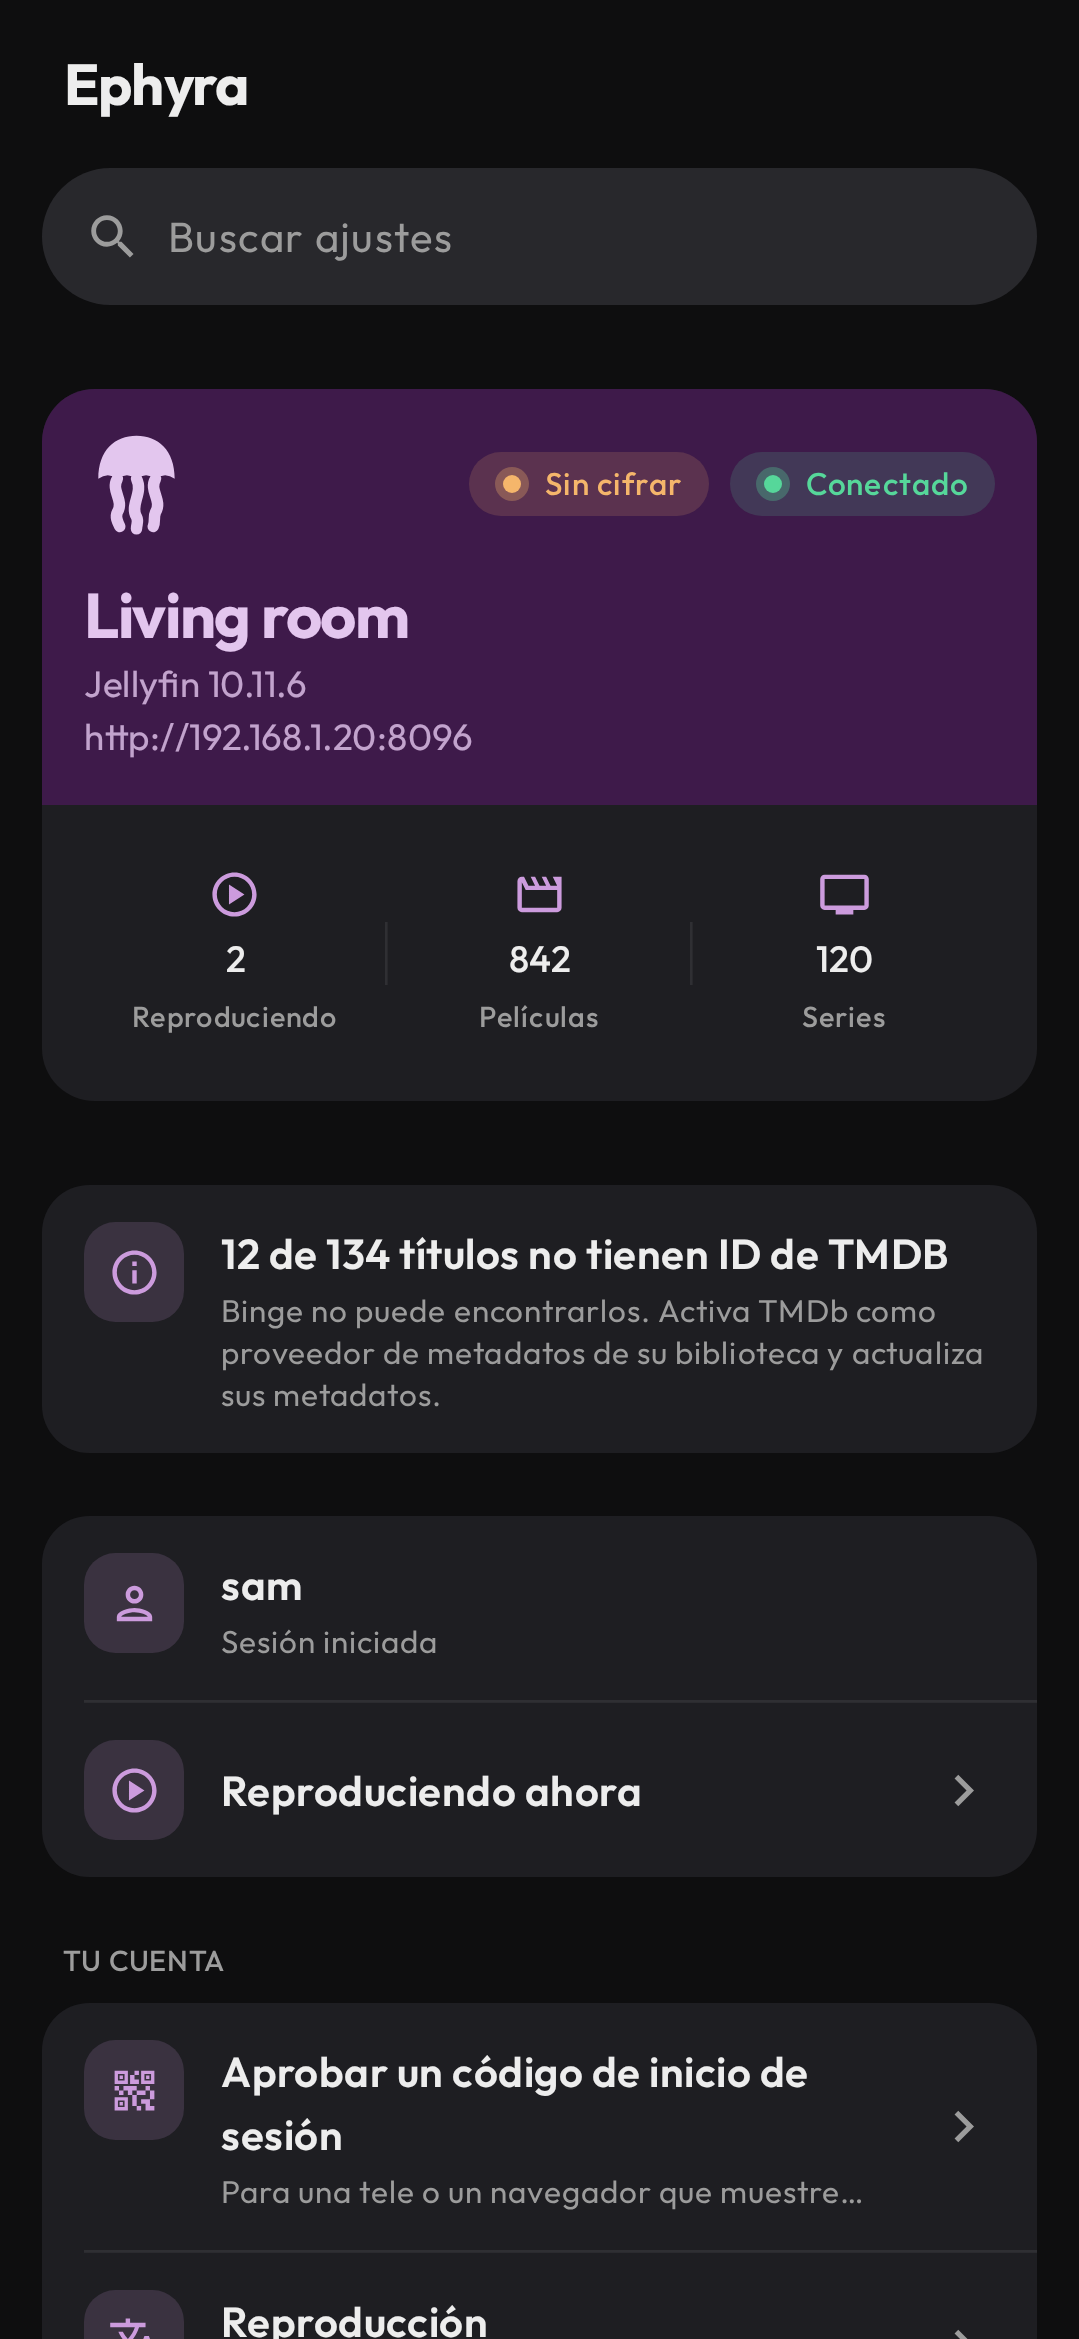 Ephyra
Buscar ajustes
Sin cifrar
Conectado
Living room
Jellyfin 10.11.6
http://192.168.1.20:8096
2
842
120
Reproduciendo
Películas
Series
12 de 134 títulos no tienen ID de TMDB
Binge no puede encontrarlos. Activa TMDb como
proveedor de metadatos de su biblioteca y actualiza
sus metadatos.
sam
Sesión iniciada
Reproduciendo ahora
TU CUENTA
Aprobar un código de inicio de
sesión
Para una tele o un navegador que muestre…
Reproducción